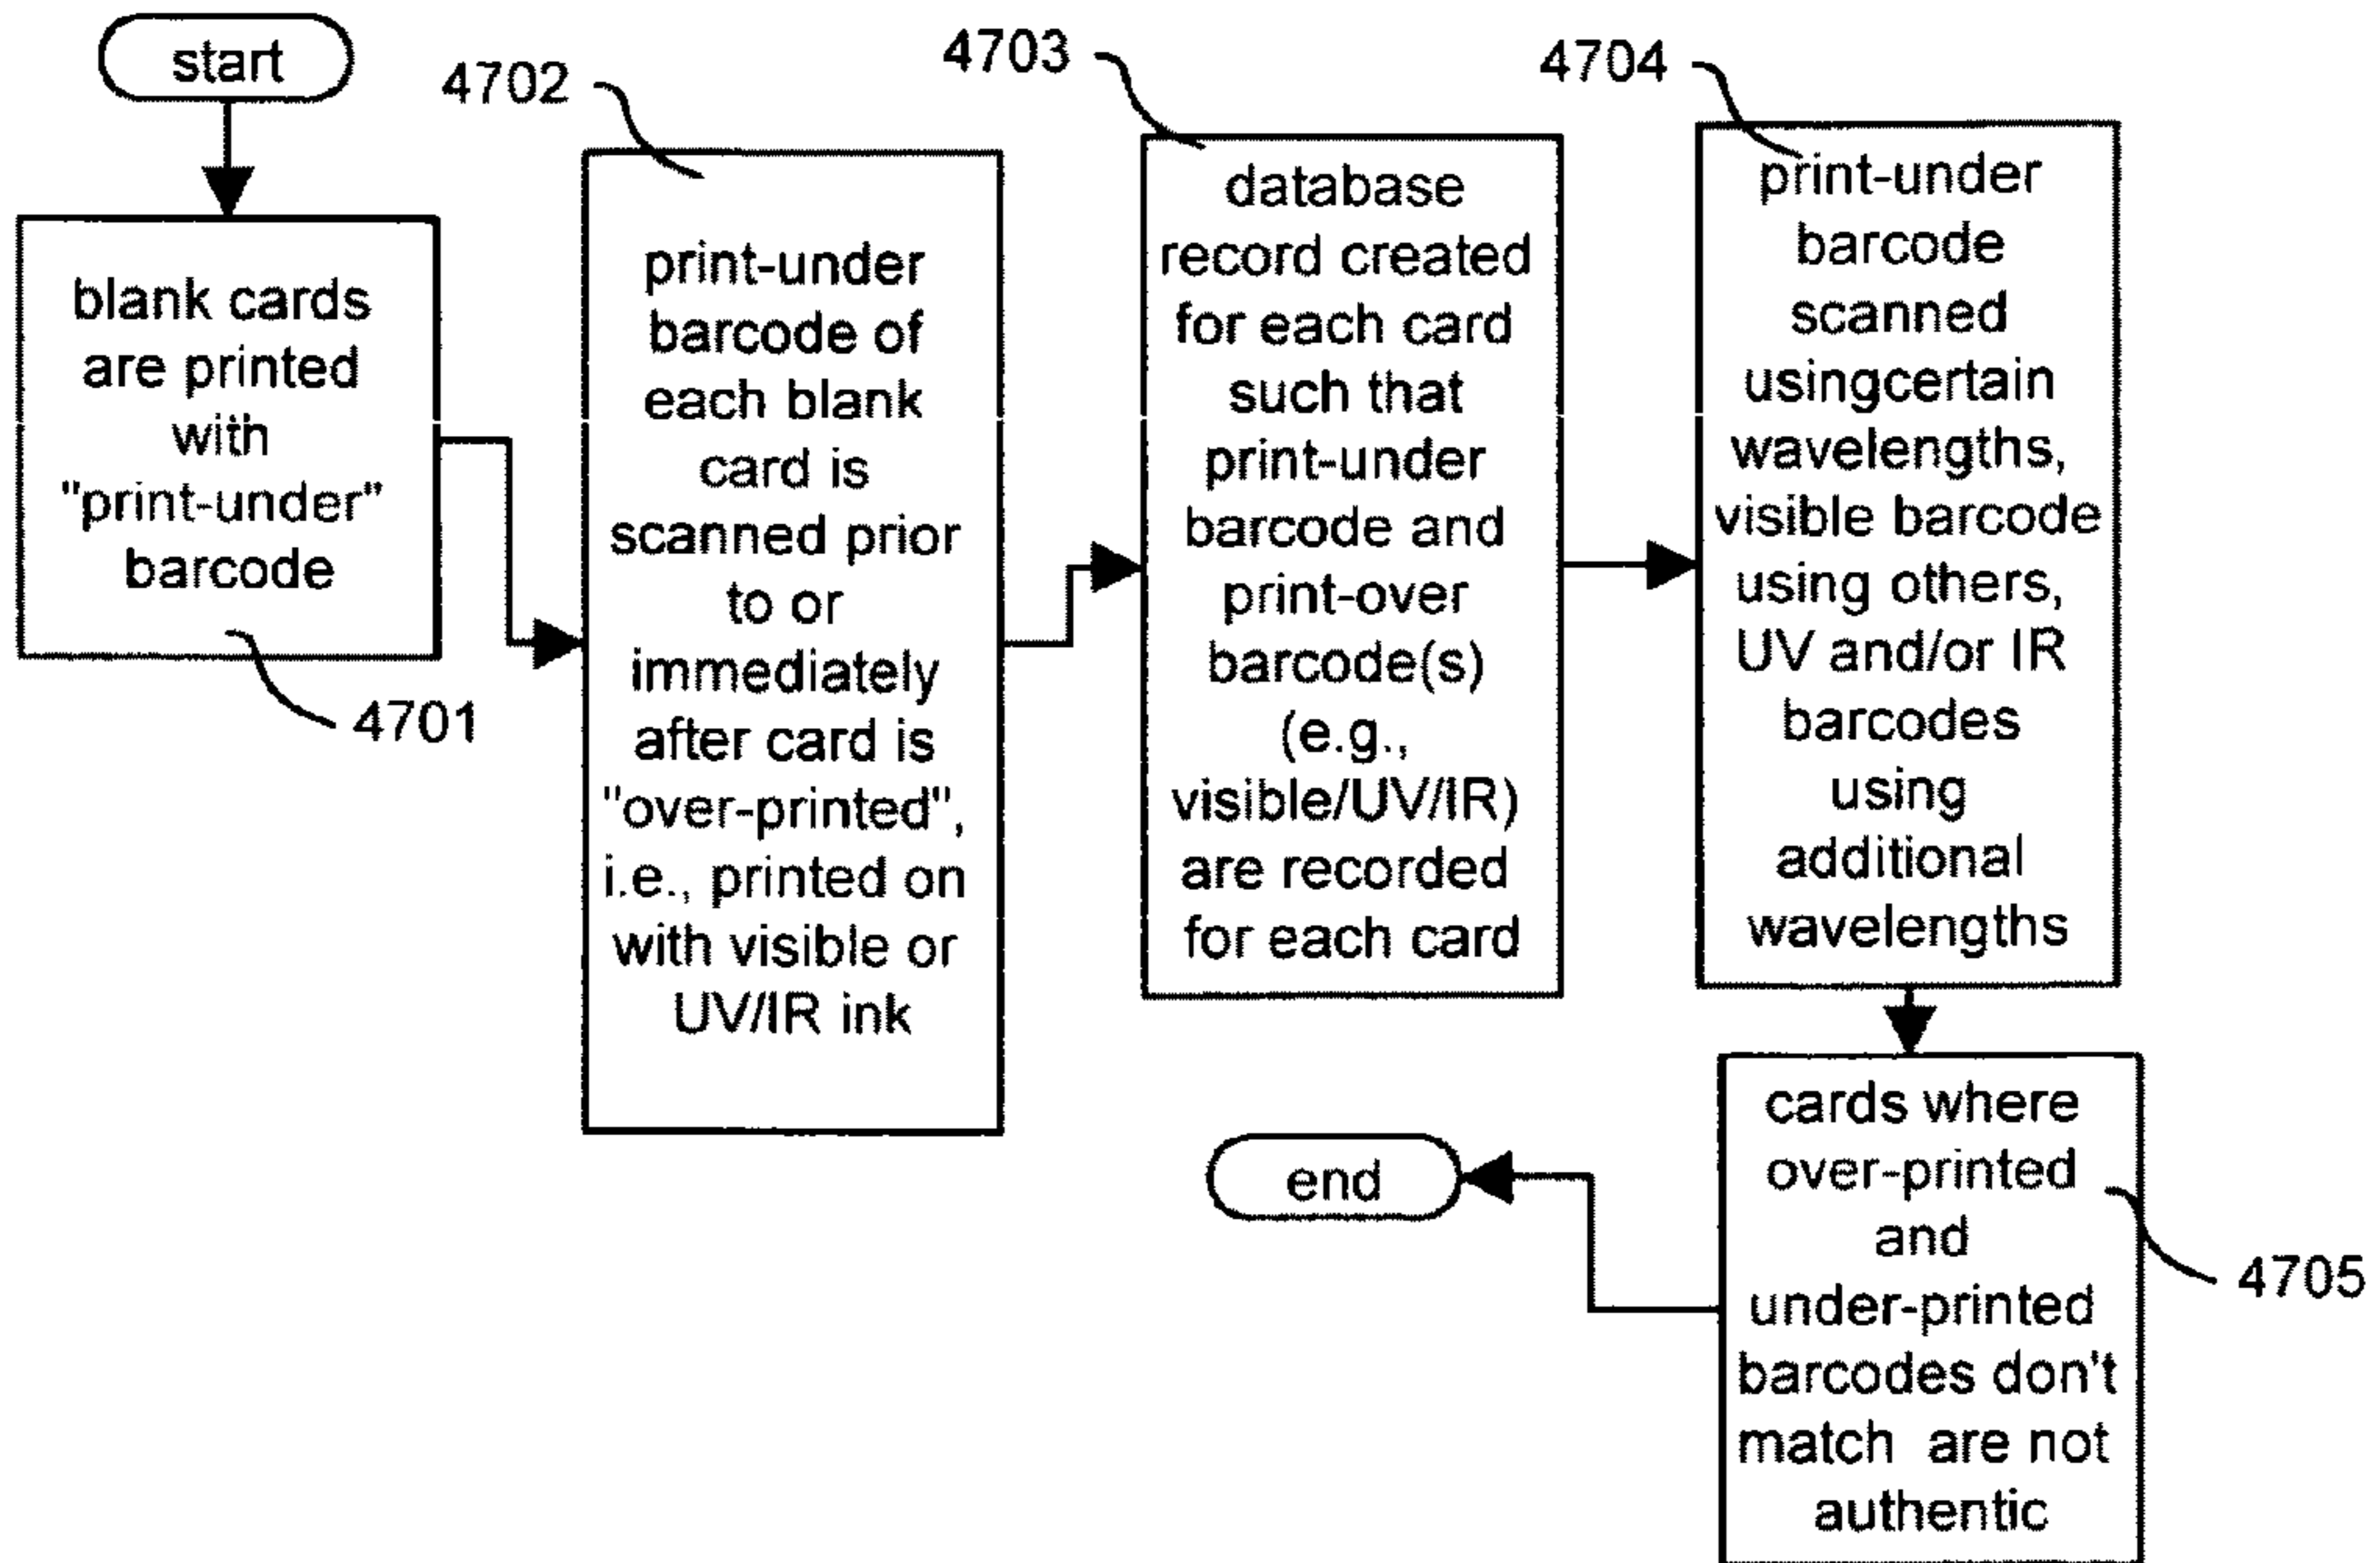 start
blank cards
are printed
with
"print-under"
barcode
4701
4702
print-under
barcode of
each blank
card is
scanned prior
to or
immediately
after card is
"over-printed",
i.e., printed on
with visible or
UV/IR ink
4703
database
record created
for each card
such that
print-under
barcode and
print-over
barcode(s)
(e.g.,
visible/UV/IR)
are recorded
for each card
4704
print-under
barcode
scanned
usingcertain
wavelengths,
visible barcode
using others,
UV and/or IR
barcodes
using
additional
wavelengths
cards where
over-printed
and
under-printed
barcodes don't
match are not
authentic
4705
end